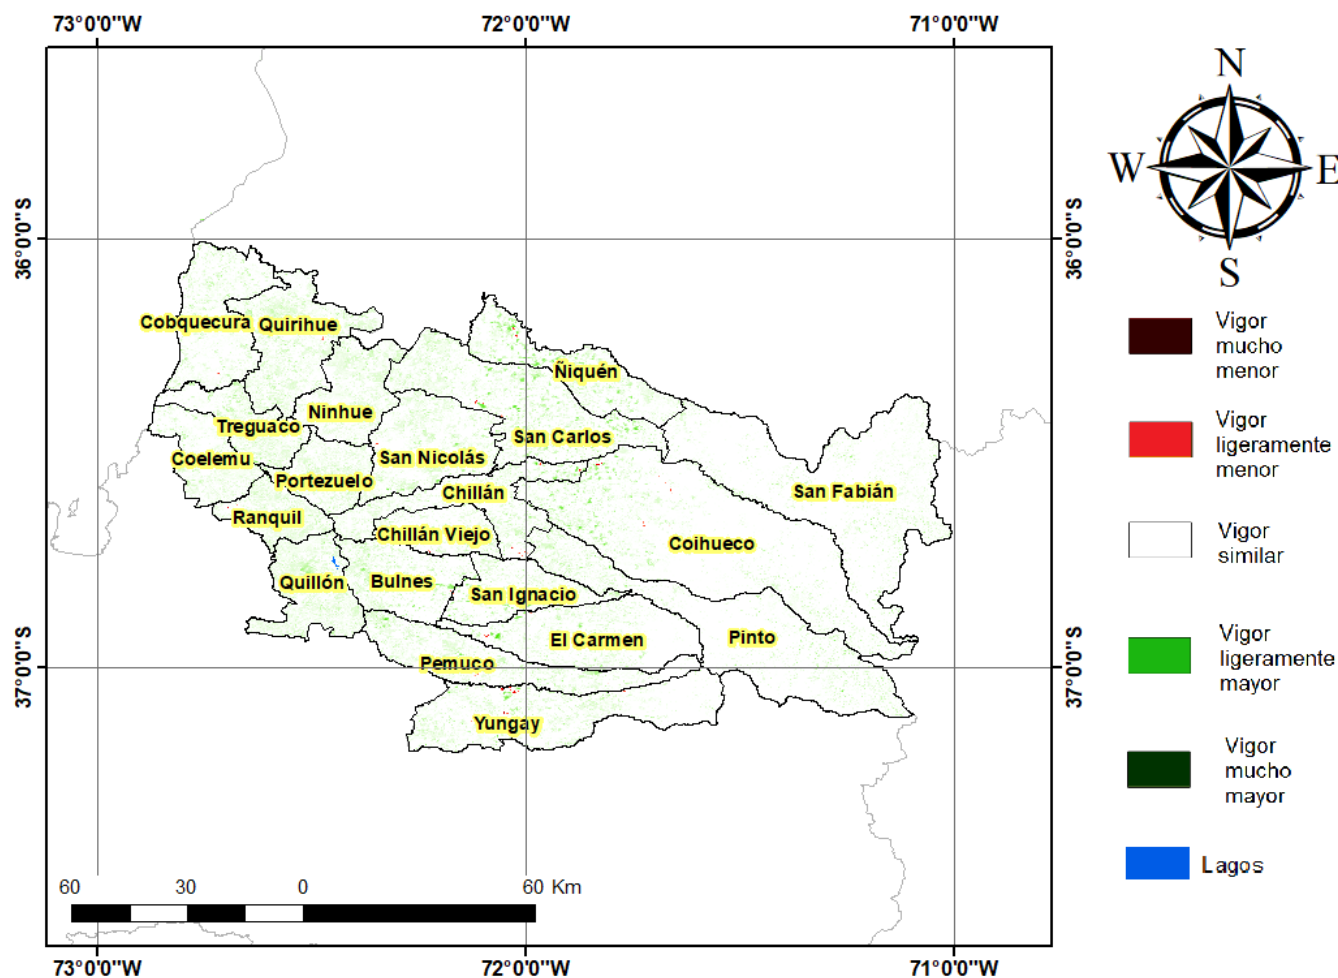 73°0'0"W
72°0'0"W
71°0'0"W
N
W
E
S
36°0'0"S
36°0'0"S
37°0'0"S
37°0'0"S
Cobquecura
Quirihue
Ñiquén
Ninhue
Treguaco
San Carlos
Coelemu
San Nicolás
Portezuelo
Chillán
San Fabián
Ranquil
Chillán Viejo
Coihueco
Quillón
Bulnes
San Ignacio
El Carmen
Pinto
Pemuco
Yungay
Vigor
mucho
menor
Vigor
ligeramente
menor
Vigor
similar
Vigor
ligeramente
mayor
Vigor
mucho
mayor
Lagos
60
30
0
60 Km
73°0'0"W
72°0'0"W
71°0'0"W